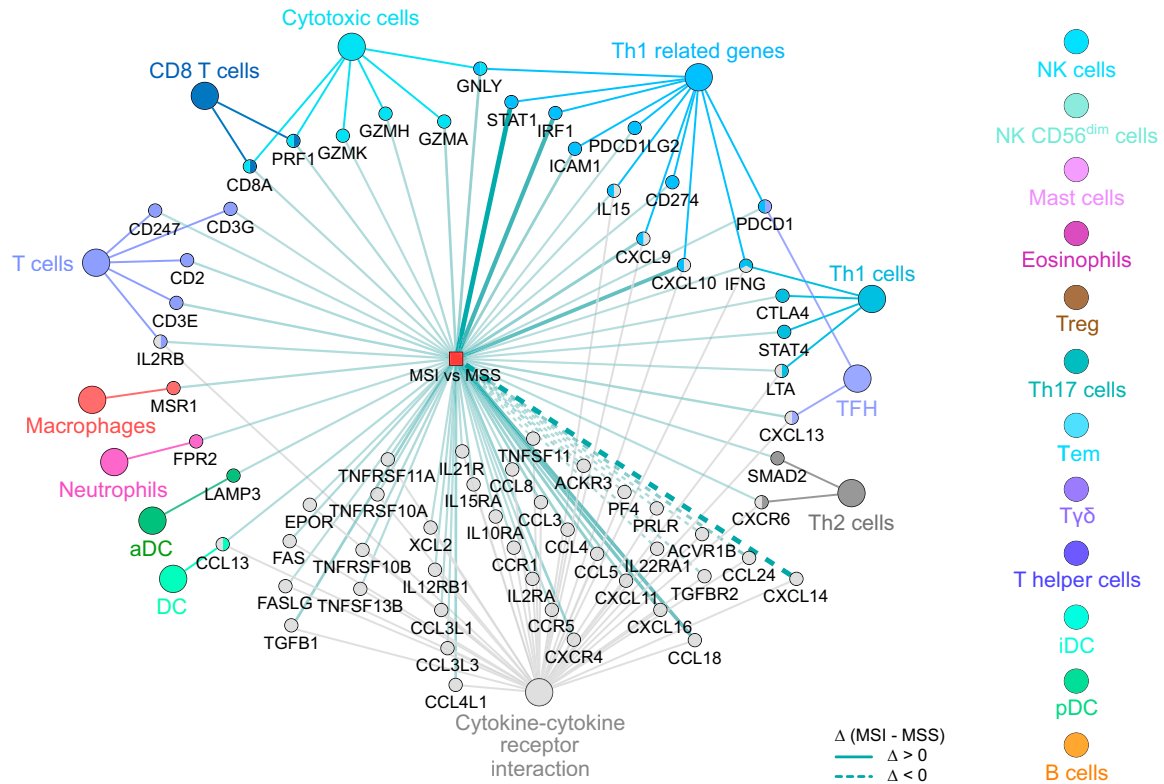 Cytotoxic cells
Th1 related genes
CD8 T cells
GNLY
STAT1
IRF1
GZMH
GZMA
PRF1
GZMK
PDCD1LG2
ICAM1
CD8A
IL15
CD274
CD247
CD3G
PDCD1
T cells
CD2
CXCL9
CXCL10
IFNG
Th1 cells
CD3E
CTLA4
IL2RB
STAT4
MSI vs MSS
LTA
MSR1
TFH
Macrophages
CXCL13
FPR2
TNFSF11
SMAD2
Neutrophils
TNFRSF11A
IL21R
CCL8
ACKR3
LAMP3
TNFRSF10A
IL15RA
PF4
CXCR6
Th2 cells
EPOR
CCL3
PRLR
aDC
XCL2
IL10RA
CCL4
FAS
CCL13
TNFRSF10B
CCR1
CCL5
IL22RA1
ACVR1B
CCL24
DC
IL12RB1
IL2RA
CXCL11
TGFBR2
CXCL14
FASLG
TNFSF13B
CCL3L1
CCR5
CXCL16
TGFB1
CXCR4
CCL18
CCL3L3
CCL4L1
Cytokine-cytokine
receptor
interaction
Δ (MSI - MSS)
Δ > 0
Δ < 0
NK cells
NK CD56dim cells
Mast cells
Eosinophils
Treg
Th17 cells
Tem
Tγδ
T helper cells
iDC
pDC
B cells